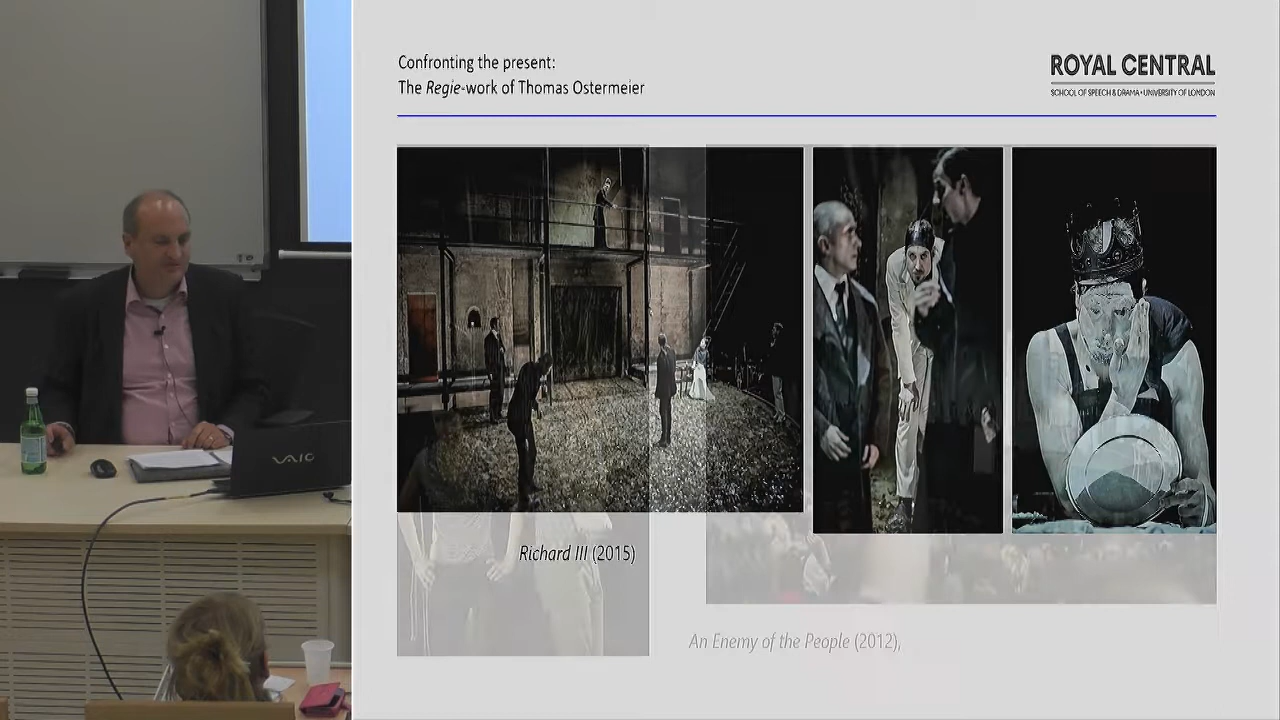 Confronting the present:
The Regie-work of Thomas Ostermeier
ROYAL CENTRAL
SCHOOL OF SPEECH & DRAMA • UNIVERSITY OF LONDON
VAIO
Richard III (2015)
An Enemy of the People (2012),